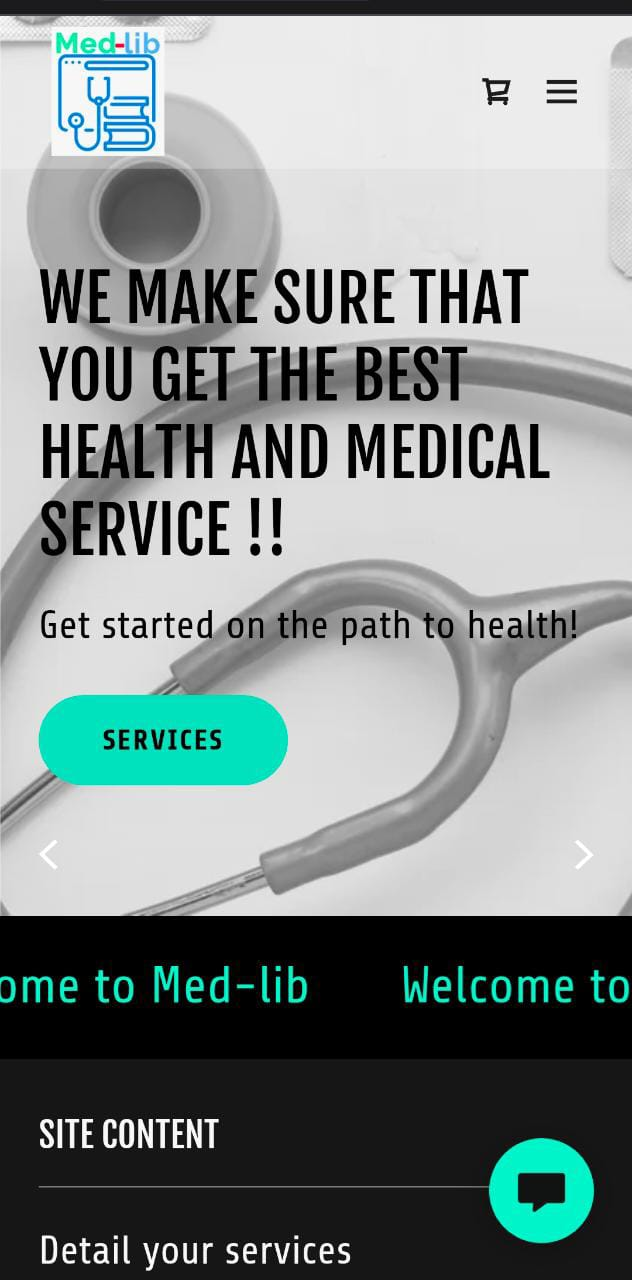 Med-lib
WE MAKE SURE THAT
YOU GET THE BEST
HEALTH AND MEDICAL
SERVICE !!
Get started on the path to health!
SERVICES
ome to Med-lib Welcome to
SITE CONTENT
Detail your services